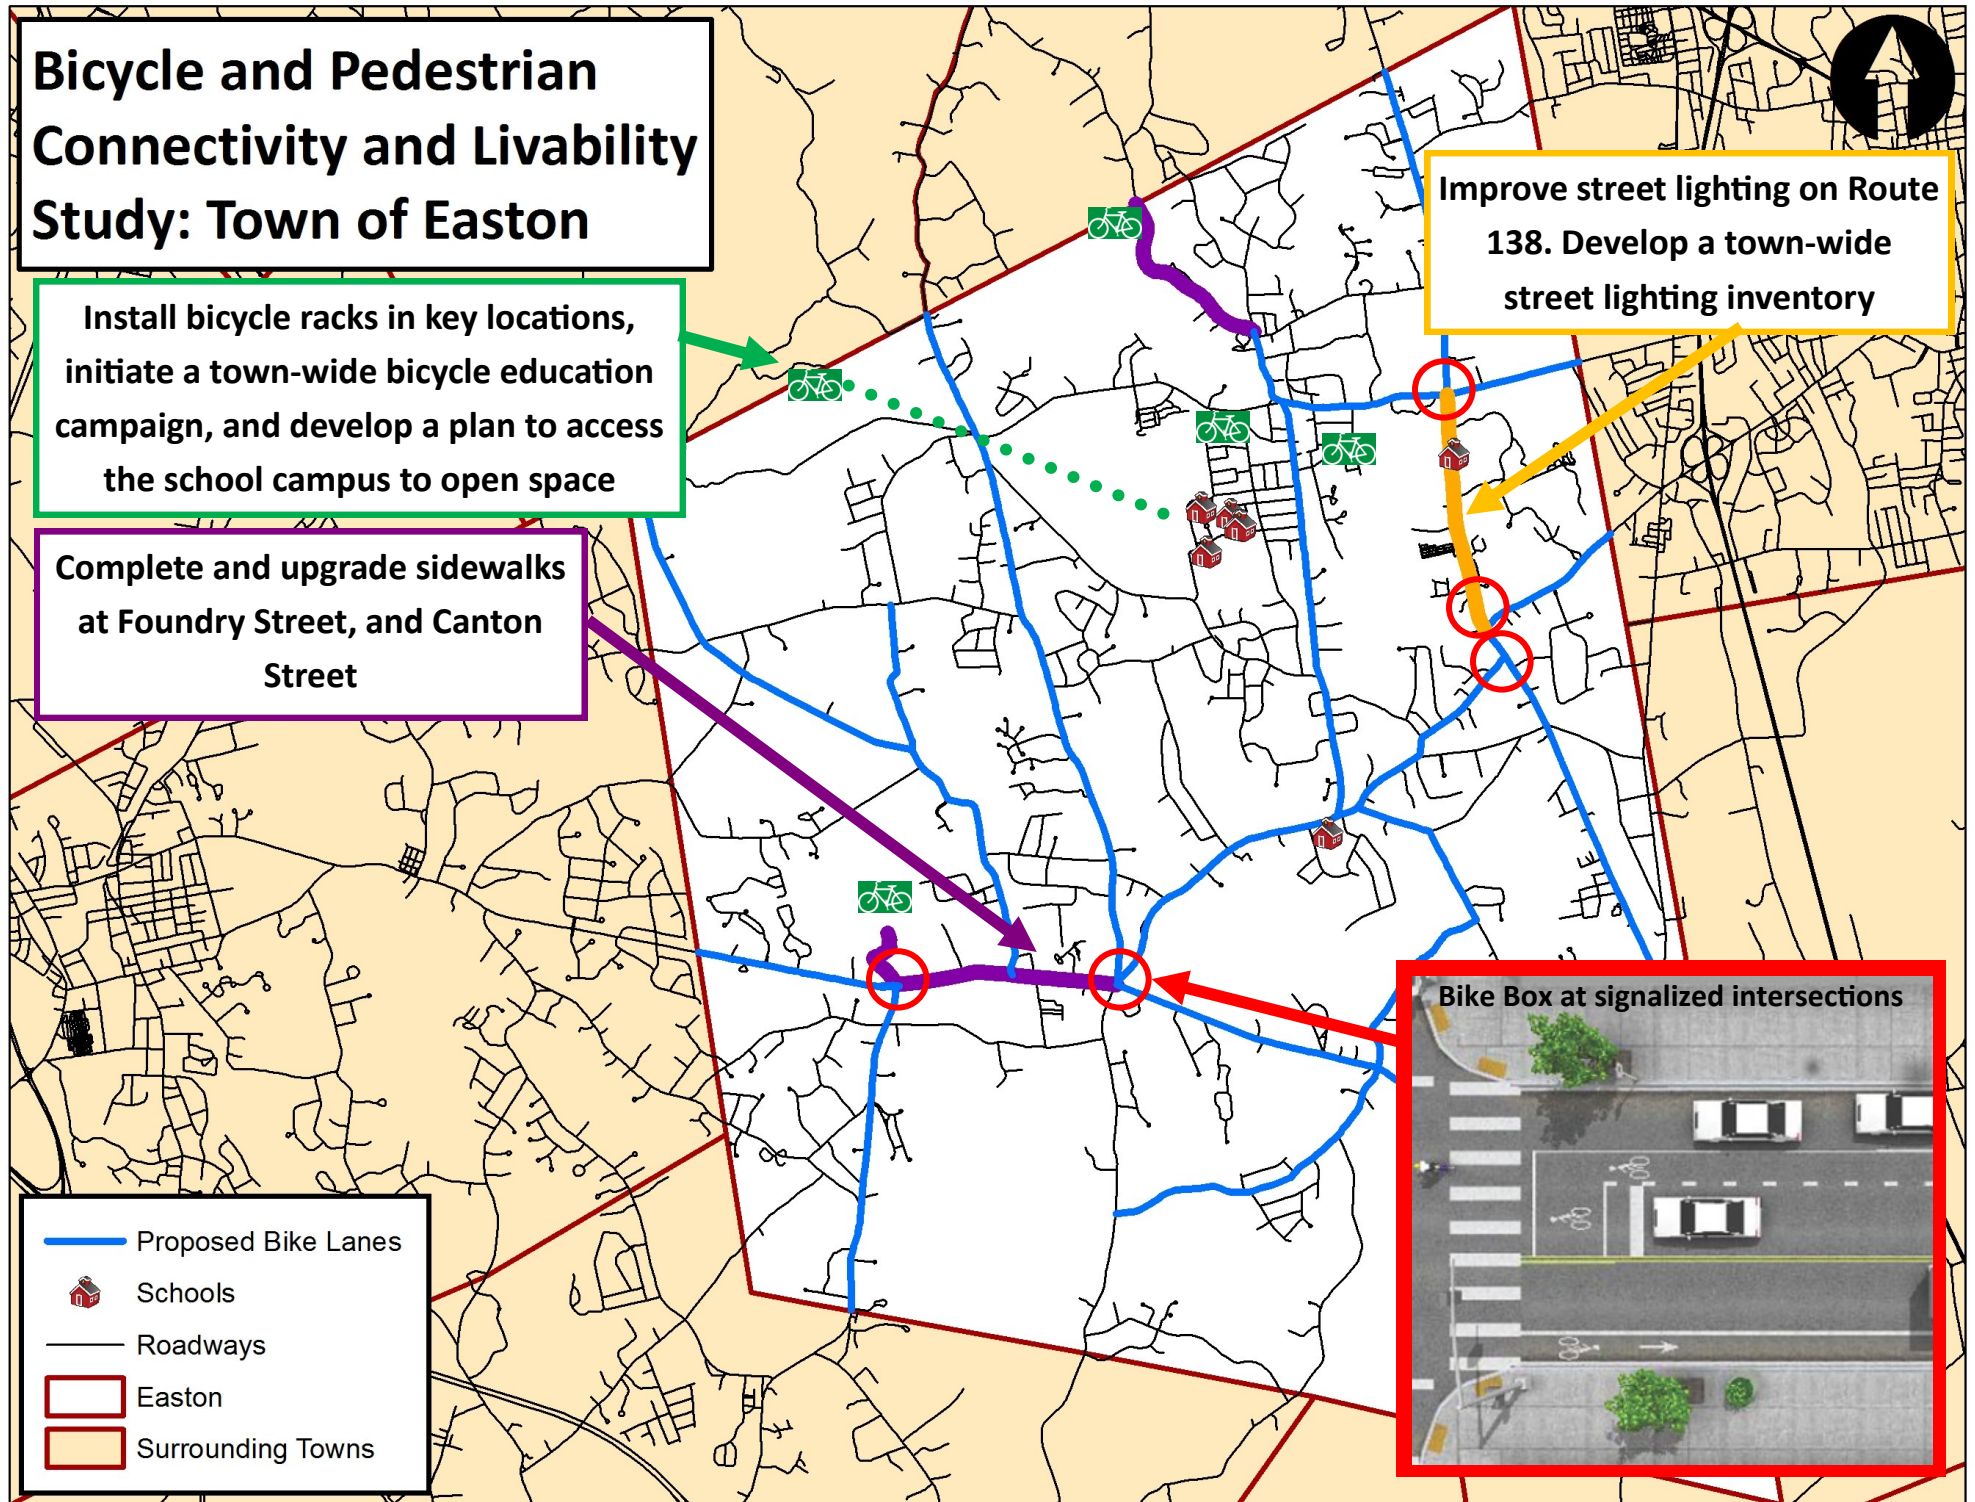 Bicycle and Pedestrian
Connectivity and Livability
Study: Town of Easton
Install bicycle racks in key locations,
initiate a town-wide bicycle education
campaign, and develop a plan to access
the school campus to open space
Complete and upgrade sidewalks
at Foundry Street, and Canton
Street
Improve street lighting on Route
138. Develop a town-wide
street lighting inventory
Bike Box at signalized intersections
Proposed Bike Lanes
Schools
Roadways
Easton
Surrounding Towns